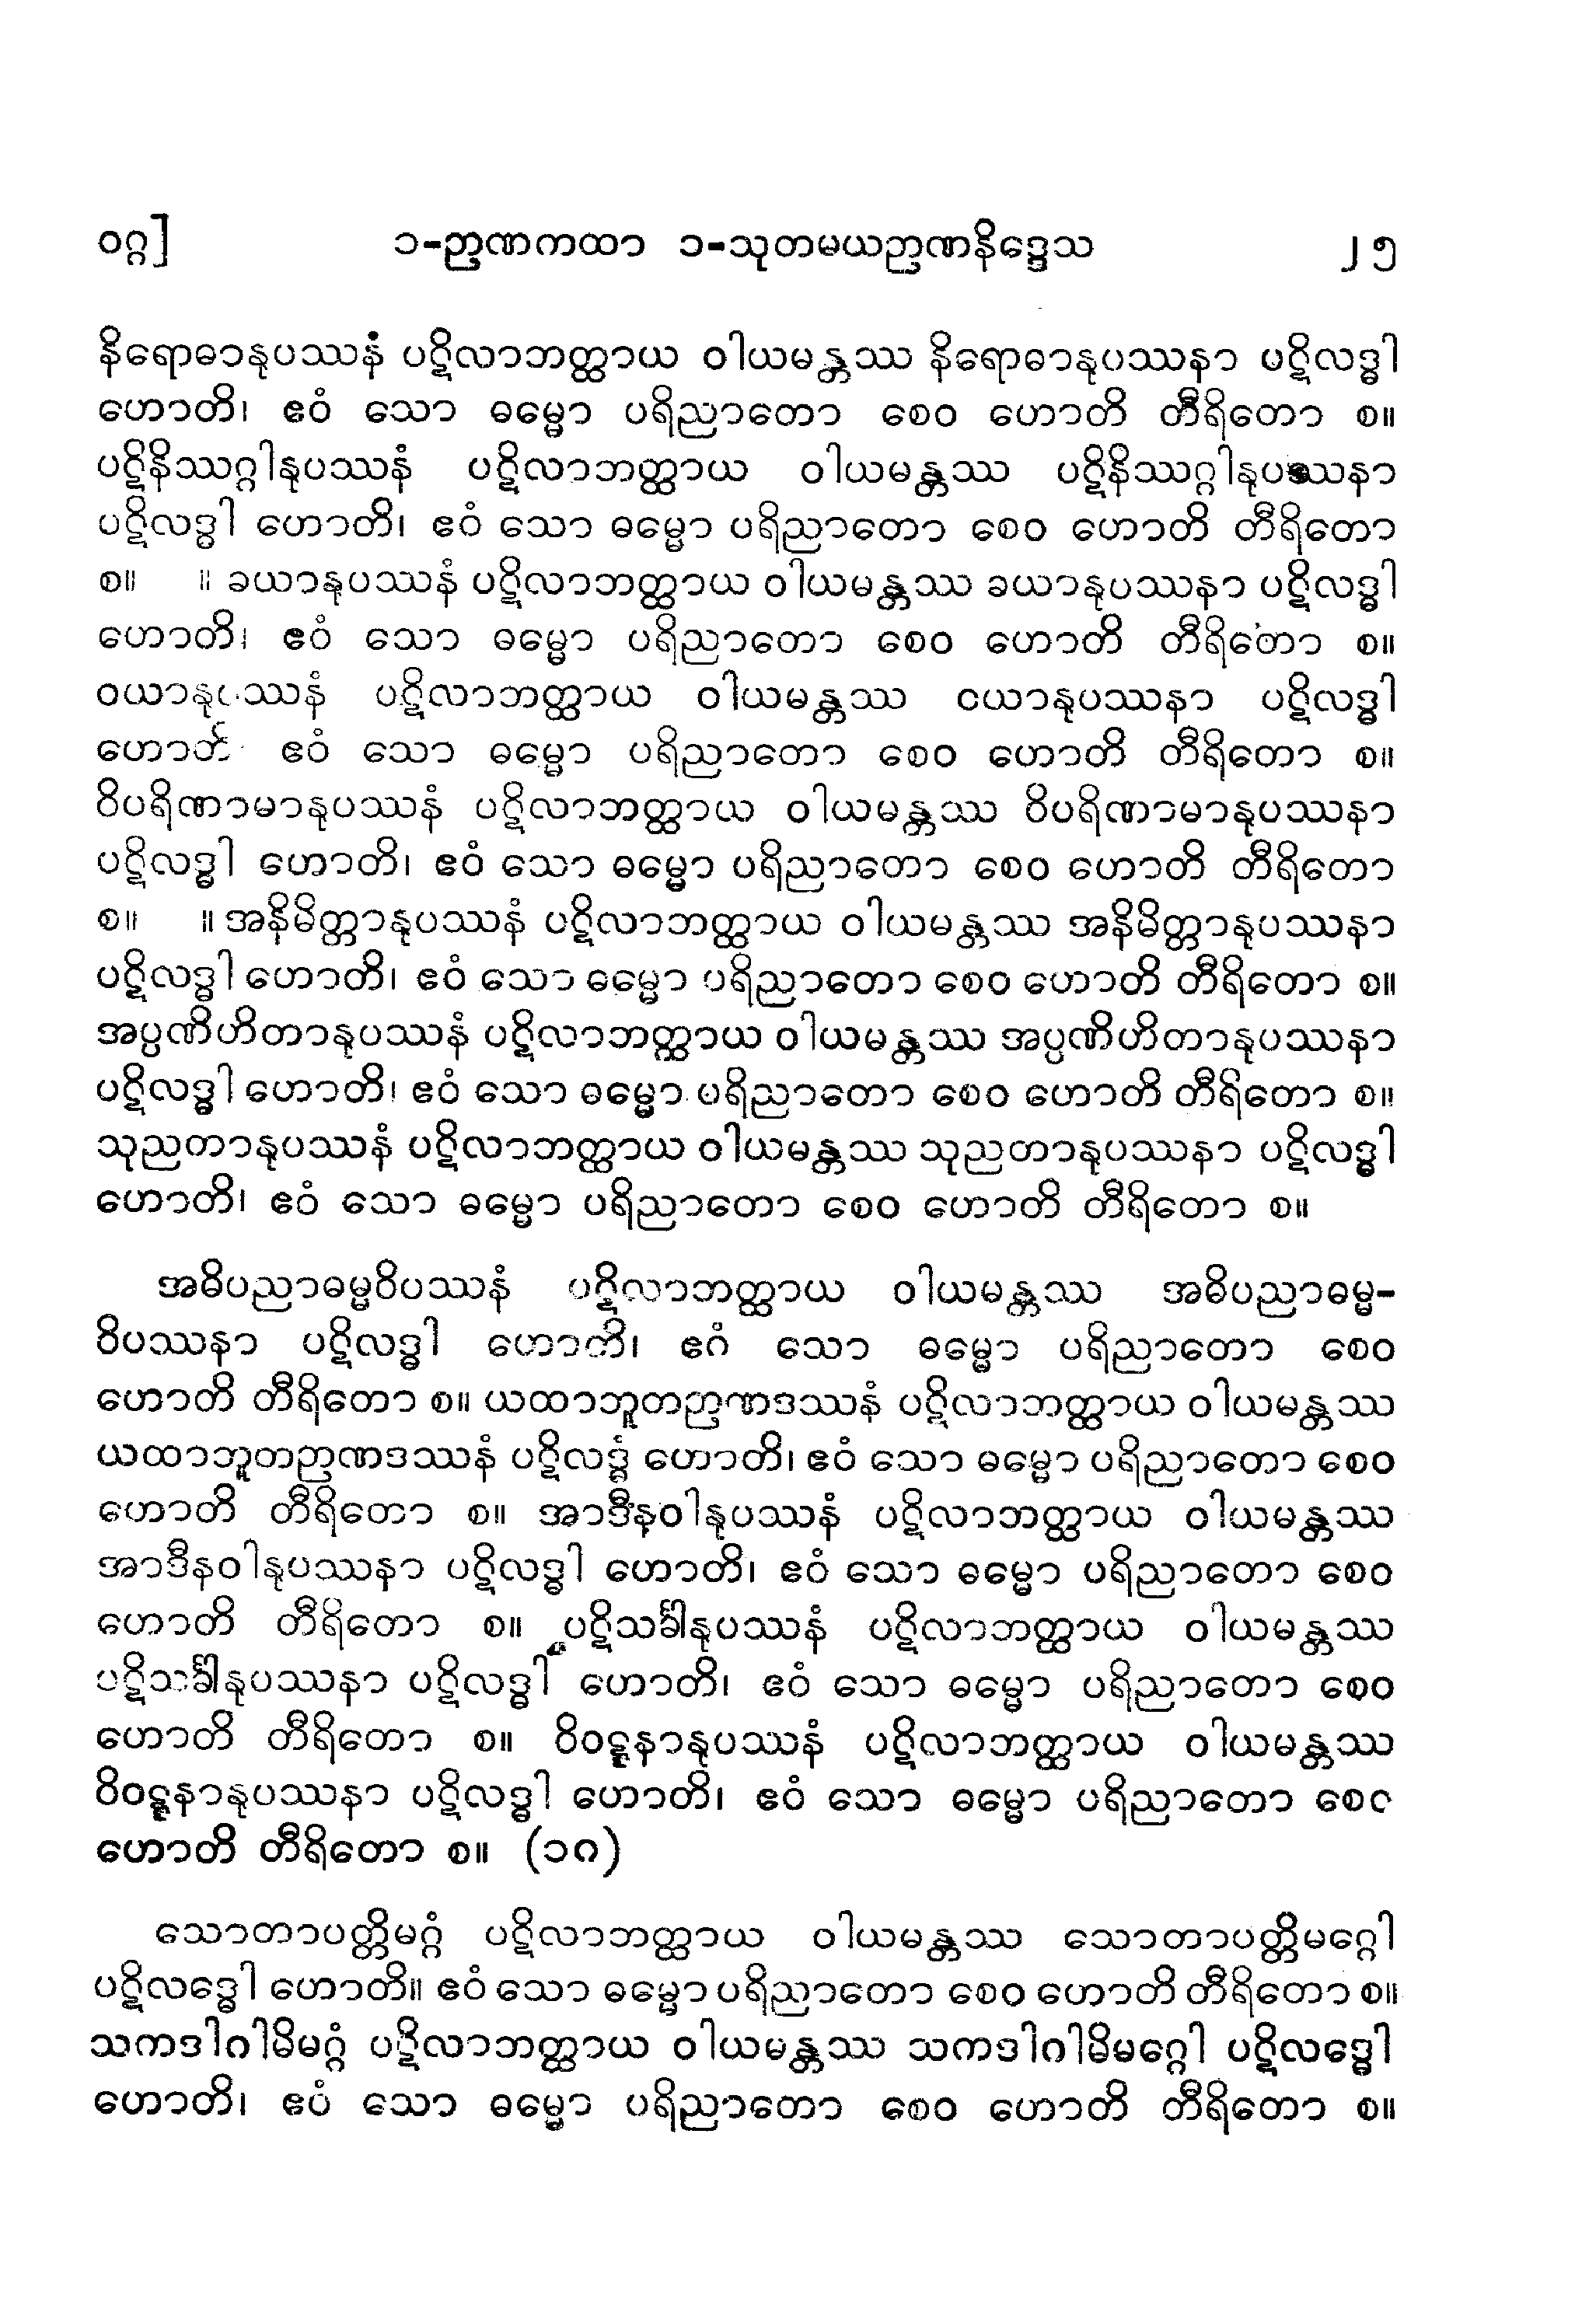 ဝဂ္ဂ] ၁-ဉာဏကထာ ၁-သုတမယဉာဏနိဒ္ဒေသ ၂၅
နိရောဓာနုပဿနံ ပဋိလာဘတ္ထာယ ဝါယမန္တဿ နိရောဓာနုပဿနာ ပဋိလဒ္ဓါ
ဟောတိ၊ ဧဝံ သော ဓမ္မော ပရိညာတော စေဝ ဟောတိ တီရိတော စ။
ပဋိနိဿဂ္ဂါနုပဿနံ ပဋိလာဘတ္ထာယ ဝါယမန္တဿ ပဋိနိဿဂ္ဂါနုပဿနာ
ပဋိလဒ္ဓါ ဟောတိ၊ ဧဝံ သော ဓမ္မော ပရိညာတော စေဝ ဟောတိ တီရိတော
စ။ ။ ခယာနုပဿနံ ပဋိလာဘတ္ထာယ ဝါယမန္တဿ ခယာနုပဿနာ ပဋိလဒ္ဓါ
ဟောတိ၊ ဧဝံ သော ဓမ္မော ပရိညာတော စေဝ ဟောတိ တီရိတော စ။
ဝယာနုပဿနံ ပဋိလာဘတ္ထာယ ဝါယမန္တဿ ဝယာနုပဿနာ ပဋိလဒ္ဓါ
ဟောတိ ဧဝံ သော ဓမ္မော ပရိညာတော စေဝ ဟောတိ တီရိတော စ။
ဝိပရိဏာမာနုပဿနံ ပဋိလာဘတ္ထာယ ဝါယမန္တဿ ဝိပရိဏာမာနုပဿနာ
ပဋိလဒ္ဓါ ဟောတိ၊ ဧဝံ သော ဓမ္မော ပရိညာတော စေဝ ဟောတိ တီရိတော
စ။ ။ အနိမိတ္တာနုပဿနံ ပဋိလာဘတ္ထာယ ဝါယမန္တဿ အနိမိတ္တာနုပဿနာ
ပဋိလဒ္ဓါ ဟောတိ၊ ဧဝံ သော ဓမ္မော ပရိညာတော စေဝ ဟောတိ တီရိတော စ။
အပ္ပဏိဟိတာနုပဿနံ ပဋိလာဘတ္ထာယ ဝါယမန္တဿ အပ္ပဏိဟိတာနုပဿနာ
ပဋိလဒ္ဓါ ဟောတိ၊ ဧဝံ သော ဓမ္မော ပရိညာတော စေဝ ဟောတိ တီရိတော စ။
သုညတာနုပဿနံ ပဋိလာဘတ္ထာယ ဝါယမန္တဿ သုညတာနုပဿနာ ပဋိလဒ္ဓါ
ဟောတိ၊ ဧဝံ သော ဓမ္မော ပရိညာတော စေဝ ဟောတိ တီရိတော စ။
အဓိပညာဓမ္မဝိပဿနံ ပဋိလာဘတ္ထာယ ဝါယမန္တဿ အဓိပညာဓမ္မ-
ဝိပဿနာ ပဋိလဒ္ဓါ ဟောတိ၊ ဧဝံ သော ဓမ္မော ပရိညာတော စေဝ
ဟောတိ တီရိတော စ။ ယထာဘူတဉာဏဒဿနံ ပဋိလာဘတ္ထာယ ဝါယမန္တဿ
ယထာဘူတဉာဏဒဿနံ ပဋိလဒ္ဓံ ဟောတိ၊ ဧဝံ သော ဓမ္မော ပရိညာတော စေဝ
ဟောတိ တီရိတော စ။ အာဒီနဝါနုပဿနံ ပဋိလာဘတ္ထာယ ဝါယမန္တဿ
အာဒီနဝါနုပဿနာ ပဋိလဒ္ဓါ ဟောတိ၊ ဧဝံ သော ဓမ္မော ပရိညာတော စေဝ
ဟောတိ တီရိတော စ။ ပဋိသင်္ခါနုပဿနံ ပဋိလာဘတ္ထာယ ဝါယမန္တဿ
ပဋိသင်္ခါနုပဿနာ ပဋိလဒ္ဓါ ဟောတိ၊ ဧဝံ သော ဓမ္မော ပရိညာတော စေဝ
ဟောတိ တီရိတော စ။ ဝိဝဋ္ဋနာနုပဿနံ ပဋိလာဘတ္ထာယ ဝါယမန္တဿ
ဝိဝဋ္ဋနာနုပဿနာ ပဋိလဒ္ဓါ ဟောတိ၊ ဧဝံ သော ဓမ္မော ပရိညာတော စေဝ
ဟောတိ တီရိတော စ။ (၁ဂ)
သောတာပတ္တိမဂ္ဂံ ပဋိလာဘတ္ထာယ ဝါယမန္တဿ သောတာပတ္တိမဂ္ဂေါ
ပဋိလဒ္ဓေါ ဟောတိ။ ဧဝံ သော ဓမ္မော ပရိညာတော စေဝ ဟောတိ တီရိတော စ။
သကဒါဂါမိမဂ္ဂံ ပဋိလာဘတ္ထာယ ဝါယမန္တဿ သကဒါဂါမိမဂ္ဂေါ ပဋိလဒ္ဓေါ
ဟောတိ၊ ဧဝံ သော ဓမ္မော ပရိညာတော စေဝ ဟောတိ တီရိတော စ။